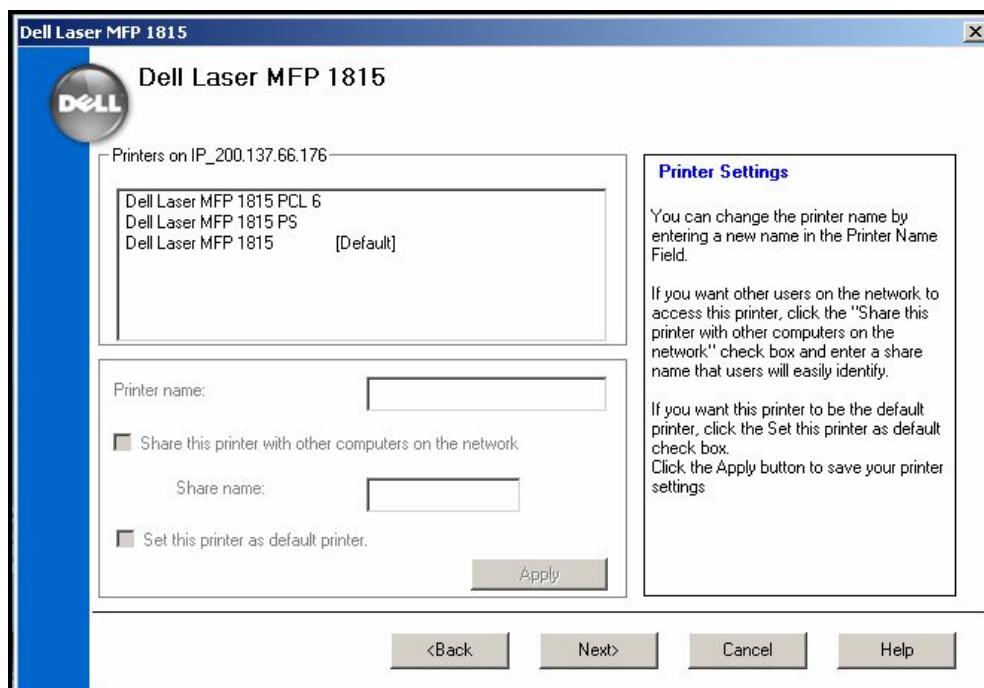 Dell Laser MFP 1815
DELL
Dell Laser MFP 1815
Printers on IP_200.137.66.176
Dell Laser MFP 1815 PCL 6
Dell Laser MFP 1815 PS
Dell Laser MFP 1815 [Default]
Printer name:
Share this printer with other computers on the network
Share name:
Set this printer as default printer.
Apply
Printer Settings
You can change the printer name by
entering a new name in the Printer Name
Field.
If you want other users on the network to
access this printer, click the "Share this
printer with other computers on the
network" check box and enter a share
name that users will easily identify.
If you want this printer to be the default
printer, click the Set this printer as default
check box.
Click the Apply button to save your printer
settings
<Back
Next>
Cancel
Help